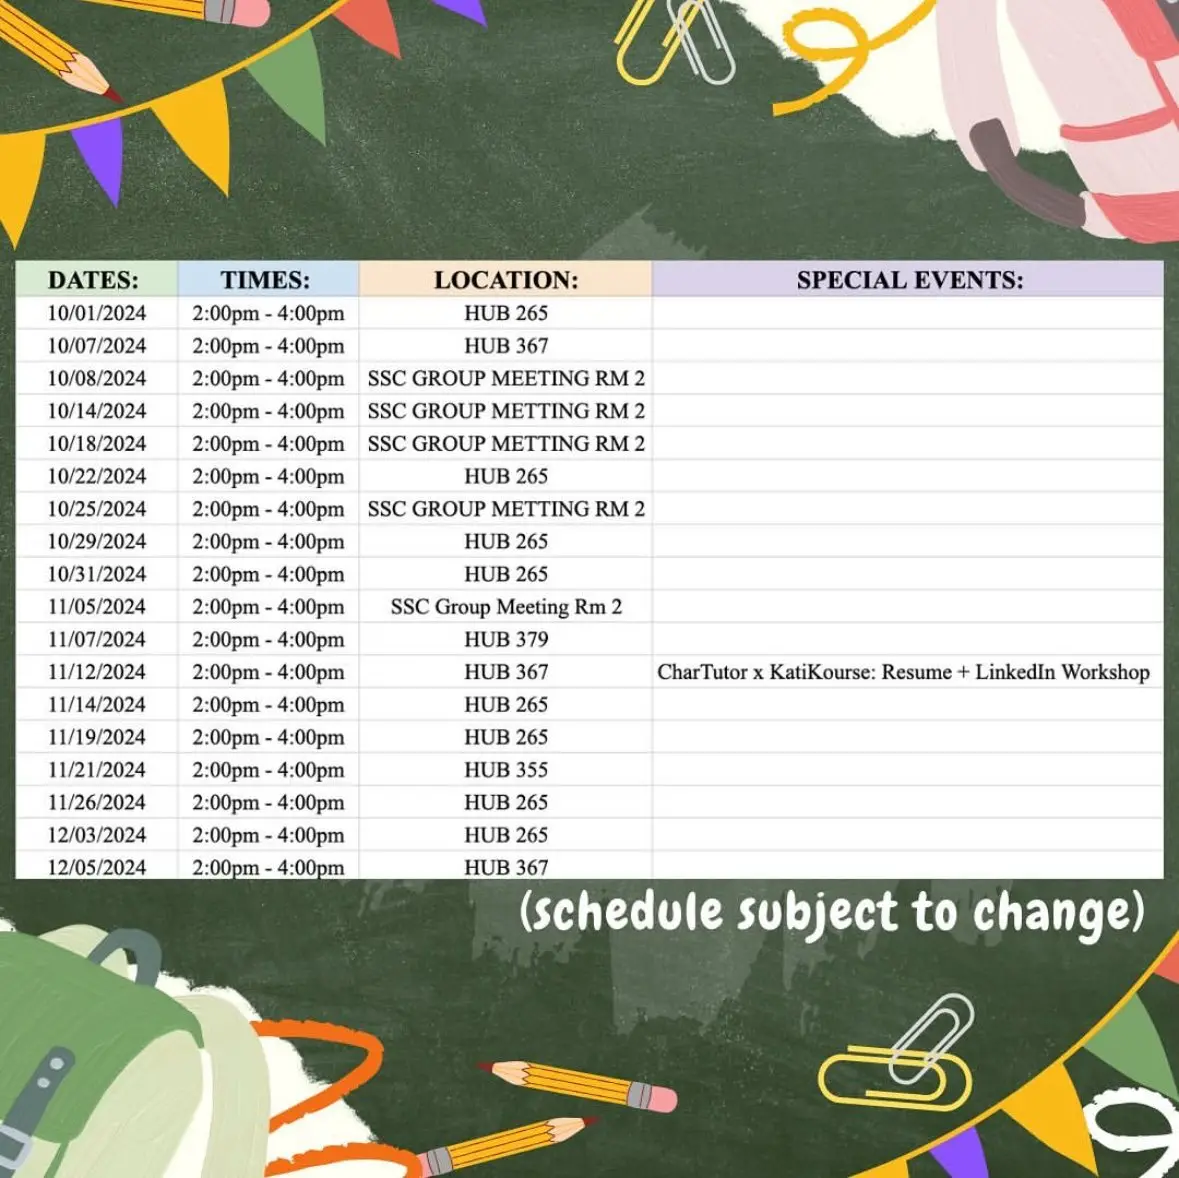 DATES: TIMES: LOCATION: SPECIAL EVENTS:
10/01/2024 2:00pm - 4:00pm HUB 265
10/07/2024 2:00pm - 4:00pm HUB 367
10/08/2024 2:00pm - 4:00pm SSC GROUP MEETING RM 2
10/14/2024 2:00pm - 4:00pm SSC GROUP METTING RM 2
10/18/2024 2:00pm - 4:00pm SSC GROUP METTING RM 2
10/22/2024 2:00pm - 4:00pm HUB 265
10/25/2024 2:00pm - 4:00pm SSC GROUP METTING RM 2
10/29/2024 2:00pm - 4:00pm HUB 265
10/31/2024 2:00pm - 4:00pm HUB 265
11/05/2024 2:00pm - 4:00pm SSC Group Meeting Rm 2
11/07/2024 2:00pm - 4:00pm HUB 379
11/12/2024 2:00pm - 4:00pm HUB 367 CharTutor x KatiKourse: Resume + LinkedIn Workshop
11/14/2024 2:00pm - 4:00pm HUB 265
11/19/2024 2:00pm - 4:00pm HUB 265
11/21/2024 2:00pm - 4:00pm HUB 355
11/26/2024 2:00pm - 4:00pm HUB 265
12/03/2024 2:00pm - 4:00pm HUB 265
12/05/2024 2:00pm - 4:00pm HUB 367
(schedule subject to change)